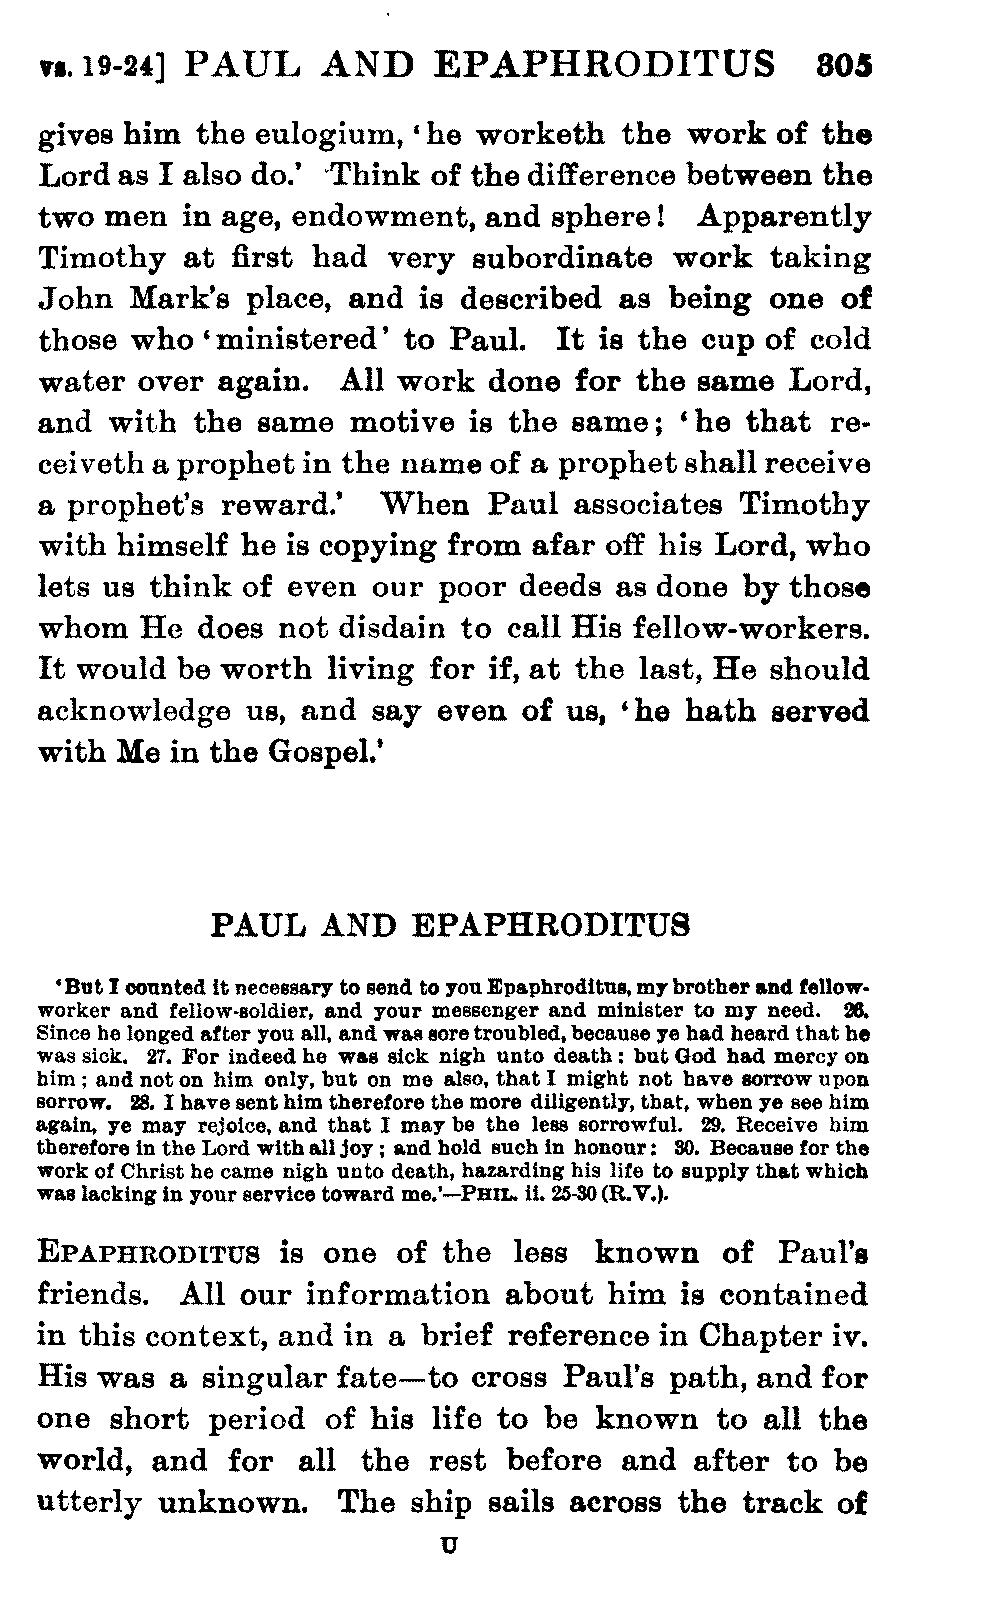 vs. 19-24] PAUL AND EPAPHRODITUS 305
gives him the eulogium, ‘he worketh the work of the
Lord as I also do.’ Think of the difference between the
two men in age, endowment, and sphere! Apparently
Timothy at first had very subordinate work taking
John Mark's place, and is described as being one of
those who ‘ministered’ to Paul. It is the cup of cold
water over again. All work done for the same Lord,
and with the same motive is the same; ‘he that re-
ceiveth a prophet in the name of a prophet shall receive
a prophet's reward.’ When Paul associates Timothy
with himself he is copying from afar off his Lord, who
lets us think of even our poor deeds as done by those
whom He does not disdain to call His fellow-workers.
It would be worth living for if, at the last, He should
acknowledge us, and say even of us, ‘he hath served
with Me in the Gospel.’
PAUL AND EPAPHRODITUS
‘But I counted it necessary to send to you Epaphroditus, my brother and fellow-
worker and fellow-soldier, and your messenger and minister to my need. 26.
Since he longed after you all, and was sore troubled, because ye had heard that he
was sick. 27. For indeed he was sick nigh unto death: but God had mercy on
him; and not on him only, but on me also, that I might not have sorrow upon
sorrow. 28. I have sent him therefore the more diligently, that, when ye see him
again, ye may rejoice, and that I may be the less sorrowful. 29. Receive him
therefore in the Lord with all joy; and hold such in honour: 30. Because for the
work of Christ he came nigh unto death, hazarding his life to supply that which
was lacking in your service toward me.’—PHIL. ii. 25-30 (R.V.).
EPAPHRODITUS is one of the less known of Paul's
friends. All our information about him is contained
in this context, and in a brief reference in Chapter iv.
His was a singular fate—to cross Paul's path, and for
one short period of his life to be known to all the
world, and for all the rest before and after to be
utterly unknown. The ship sails across the track of
U